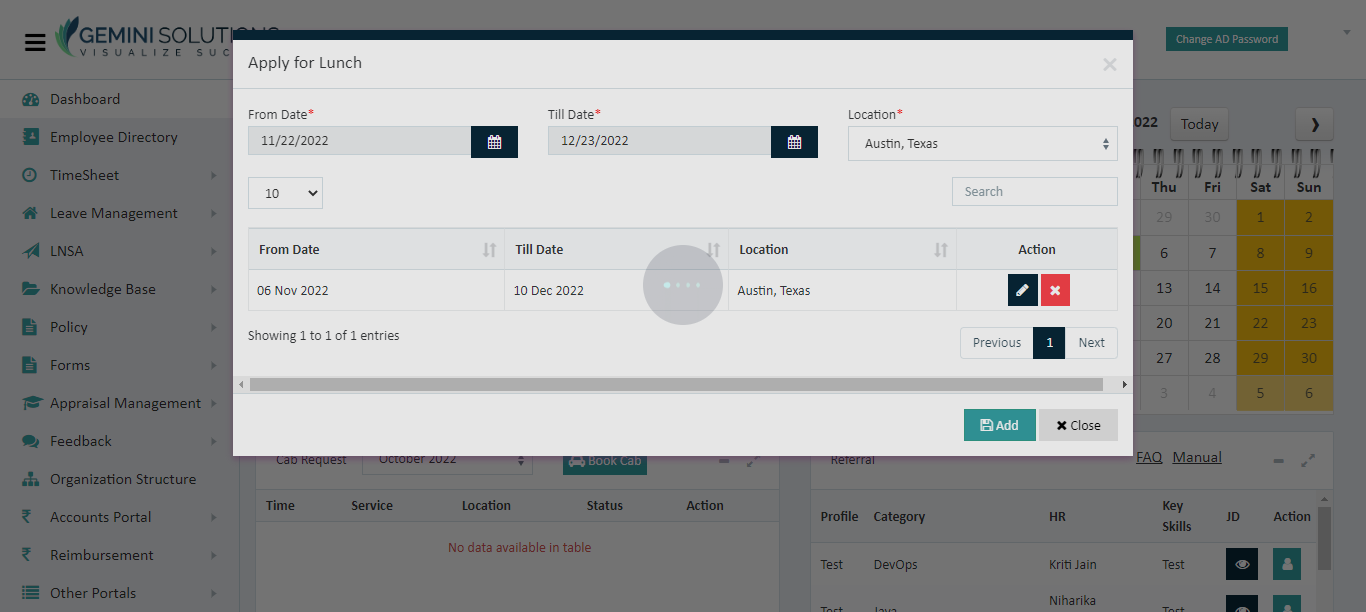 GEMINI SOLUTIONS
VISUALIZE SUC
Change AD Password
Dashboard
Employee Directory
TimeSheet
Leave Management
LNSA
Knowledge Base
Policy
Forms
Appraisal Management
Feedback
Organization Structure
Accounts Portal
Reimbursement
Other Portals
Apply for Lunch
From Date*
Till Date*
Location*
11/22/2022
12/23/2022
Austin, Texas
10
Search
From Date Till Date Location Action
06 Nov 2022 10 Dec 2022 Austin, Texas
Showing 1 to 1 of 1 entries
Previous 1 Next
Add Close
022 Today
Thu Fri Sat Sun
29 30 1 2
6 7 8 9
13 14 15 16
20 21 22 23
27 28 29 30
3 4 5 6
Cab Request October 2022 Book Cab
Time Service Location Status Action
No data available in table
Referral FAQ Manual
Profile Category HR Key Skills JD Action
Test DevOps Kriti Jain Test
Test Java Niharika Test